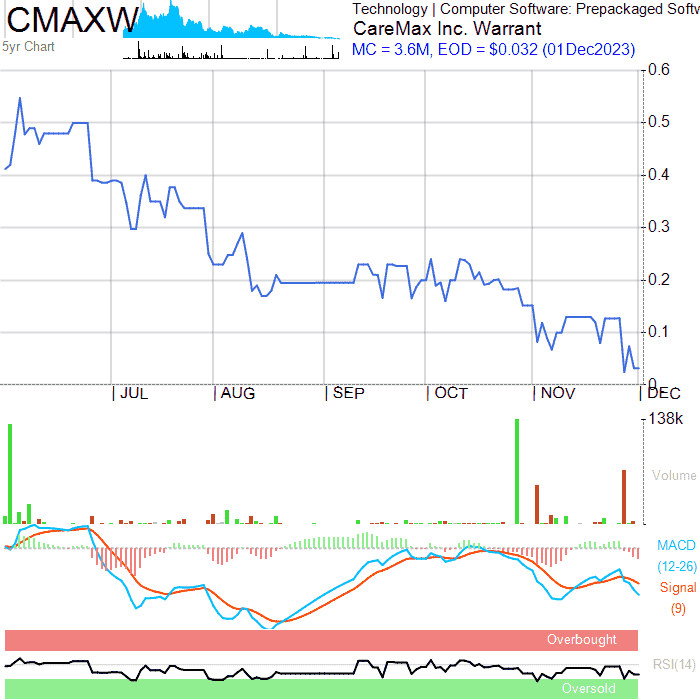 CMAXW
5yr Chart
Technology | Computer Software: Prepackaged Softw
CareMax Inc. Warrant
MC = 3.6M, EOD = $0.032 (01Dec2023)
0.6
0.5
0.4
0.3
0.2
0.1
0
JUL
AUG
SEP
OCT
NOV
DEC
138k
Volume
MACD
(12-26)
Signal
(9)
Overbought
RSI(14)
Oversold